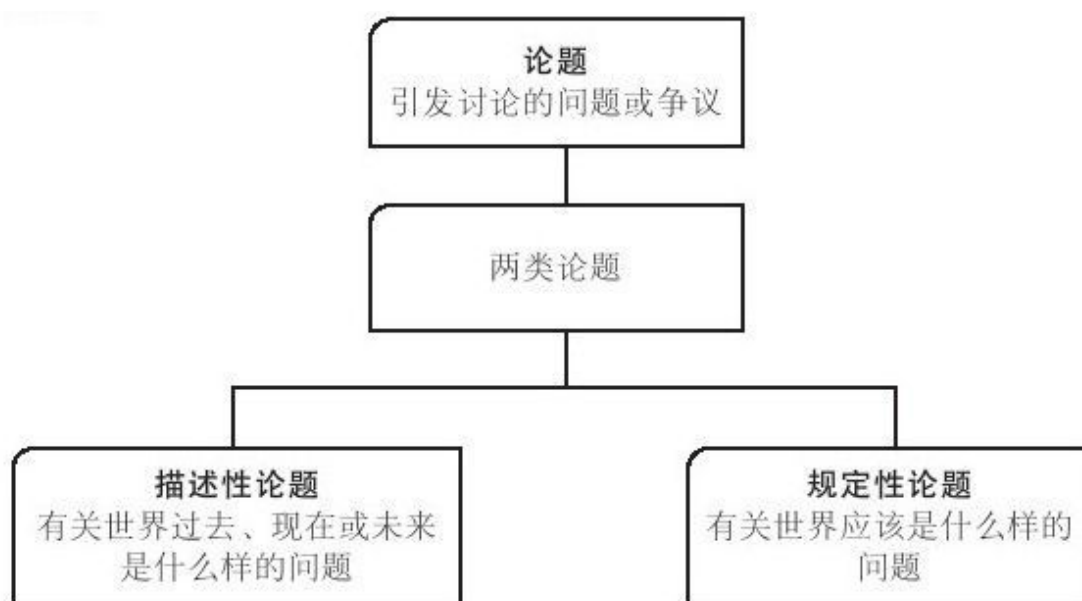 论题
引发讨论的问题或争议
两类论题
描述性论题
有关世界过去、现在或未来
是什么样的问题
规定性论题
有关世界应该是什么样的
问题